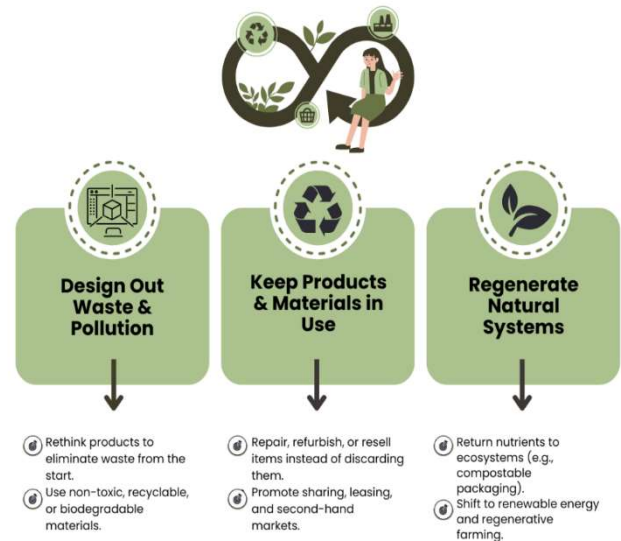 Design Out
Waste &
Pollution
Keep Products
& Materials in
Use
Regenerate
Natural
Systems
Rethink products to
eliminate waste from the
start.
Use non-toxic, recyclable,
or biodegradable
materials.
Repair, refurbish, or resell
items instead of discarding
them.
Promote sharing, leasing,
and second-hand
markets.
Return nutrients to
ecosystems (e.g.,
compostable
packaging).
Shift to renewable energy
and regenerative
farming.